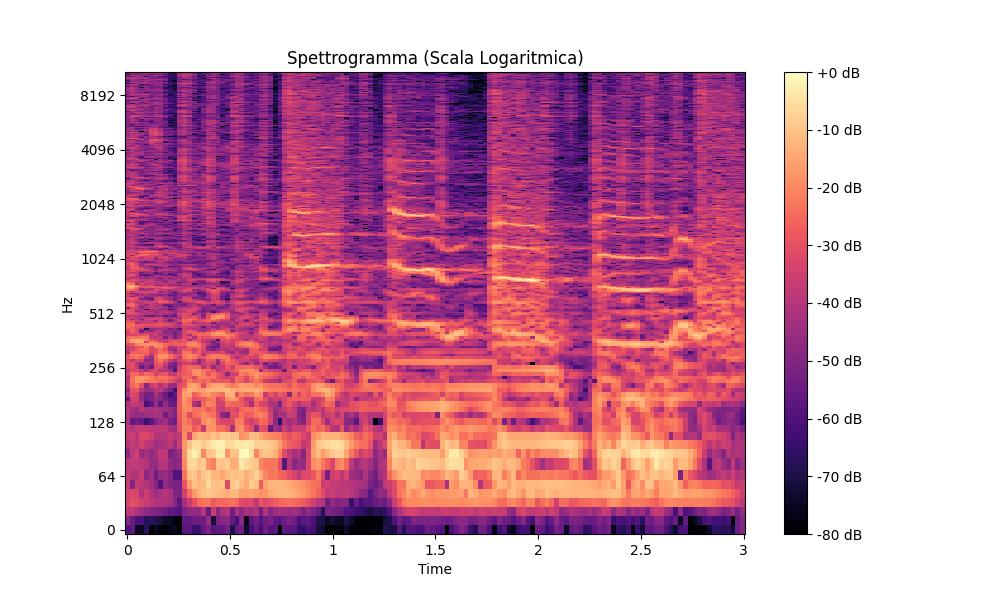 Spettrogramma (Scala Logaritmica)
8192
4096
2048
1024
512
256
128
64
0
Hz
0
0.5
1
1.5
2
2.5
3
Time
+0 dB
-10 dB
-20 dB
-30 dB
-40 dB
-50 dB
-60 dB
-70 dB
-80 dB